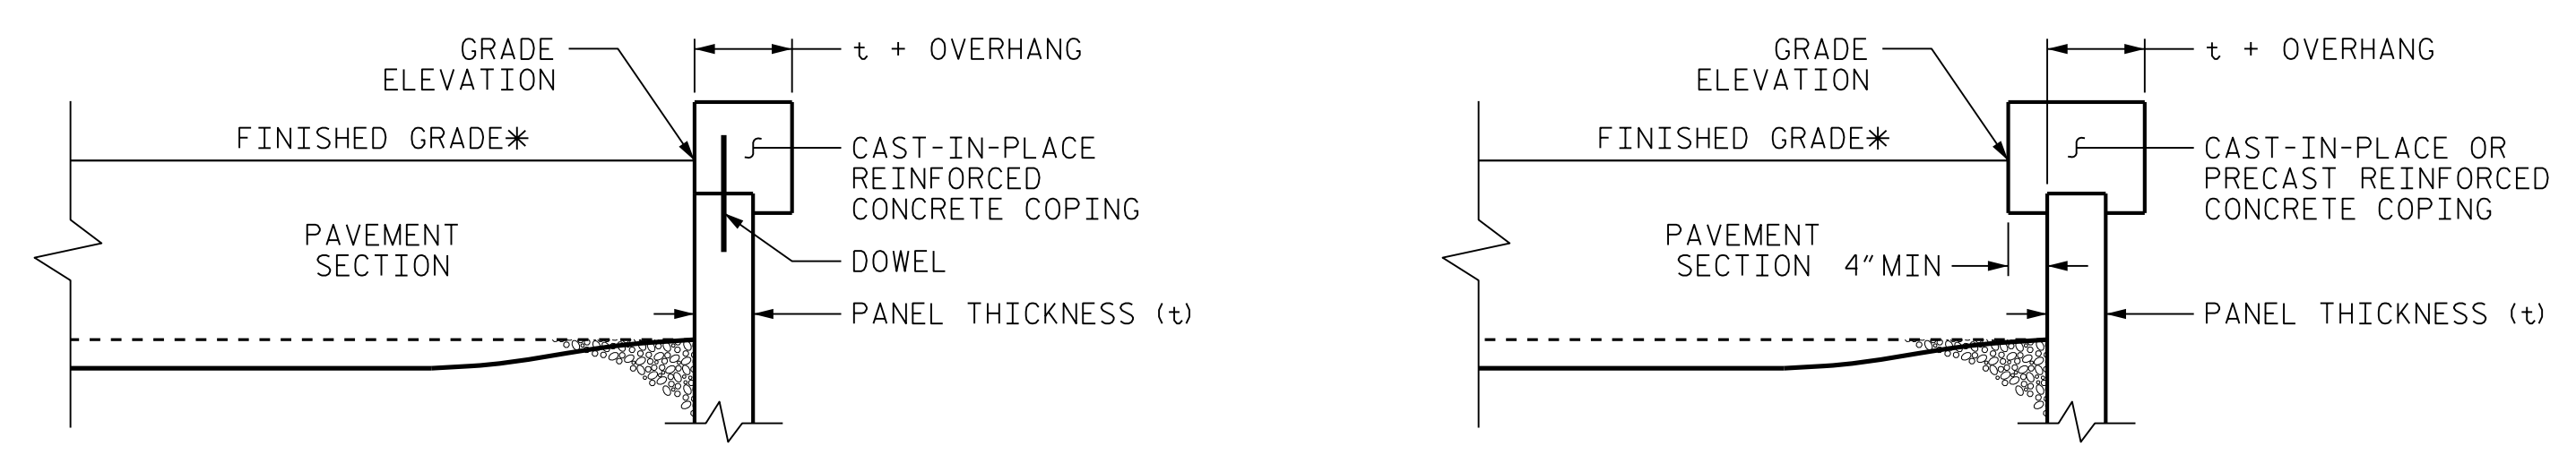 GRADE
ELEVATION
t + OVERHANG
FINISHED GRADE*
CAST-IN-PLACE
REINFORCED
CONCRETE COPING
PAVEMENT
SECTION
DOWEL
PANEL THICKNESS (t)
GRADE
ELEVATION
t + OVERHANG
FINISHED GRADE*
CAST-IN-PLACE OR
PRECAST REINFORCED
CONCRETE COPING
PAVEMENT
SECTION
4" MIN
PANEL THICKNESS (t)